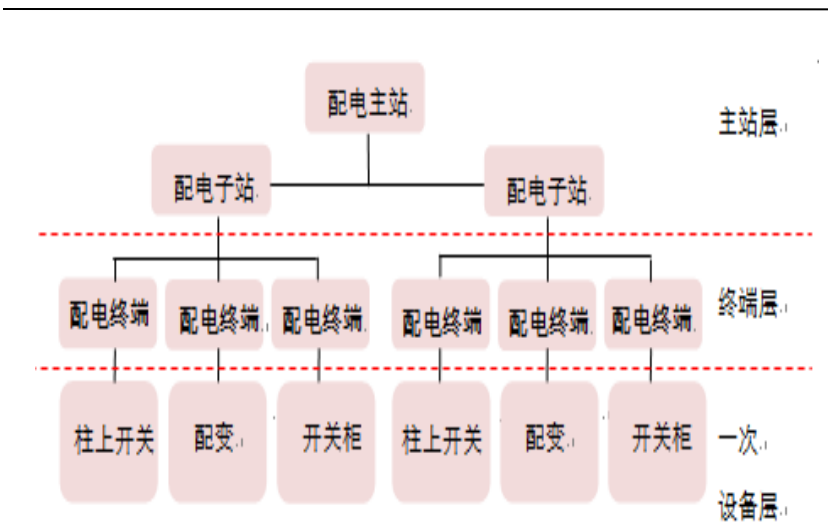 配电主站
主站层
配电子站 配电子站
配电终端 配电终端 配电终端 配电终端 配电终端 配电终端 终端层
柱上开关 配变 开关柜 柱上开关 配变 开关柜 一次
设备层